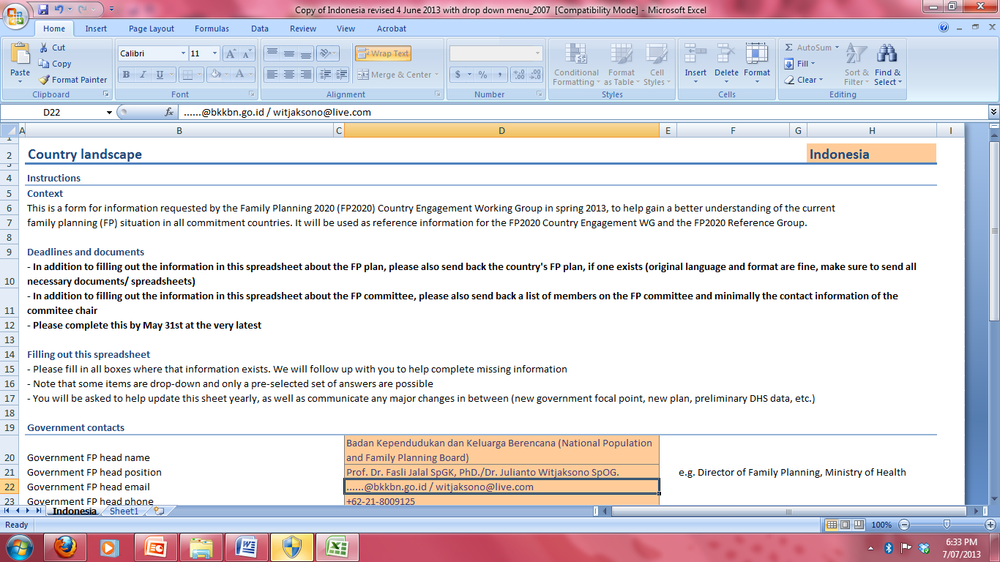 Copy of Indonesia revised 4 June 2013 with drop down menu_2007 [Compatibility Mode] - Microsoft Excel
Home Insert Page Layout Formulas Data Review View Acrobat
Paste
Cut
Copy
Format Painter
Clipboard
Calibri 11
B I U
Font
Wrap Text
Merge & Center
Alignment
$ % ,
Number
Conditional Formatting
Format as Table
Cell Styles
Styles
Insert Delete Format
Cells
Σ AutoSum
Fill
Clear
Sort & Filter
Find & Select
Editing
D22 fx ......@bkkbn.go.id / witjaksono@live.com
A B C D E F G H I
1
2 Country landscape Indonesia
3
4 Instructions
5 Context
6 This is a form for information requested by the Family Planning 2020 (FP2020) Country Engagement Working Group in spring 2013, to help gain a better understanding of the current
7 family planning (FP) situation in all commitment countries. It will be used as reference information for the FP2020 Country Engagement WG and the FP2020 Reference Group.
8
9 Deadlines and documents
- In addition to filling out the information in this spreadsheet about the FP plan, please also send back the country's FP plan, if one exists (original language and format are fine, make sure to send all
10 necessary documents/ spreadsheets)
- In addition to filling out the information in this spreadsheet about the FP committee, please also send back a list of members on the FP committee and minimally the contact information of the
11 commitee chair
12 - Please complete this by May 31st at the very latest
13
14 Filling out this spreadsheet
15 - Please fill in all boxes where that information exists. We will follow up with you to help complete missing information
16 - Note that some items are drop-down and only a pre-selected set of answers are possible
17 - You will be asked to help update this sheet yearly, as well as communicate any major changes in between (new government focal point, new plan, preliminary DHS data, etc.)
18
19 Government contacts
Badan Kependudukan dan Keluarga Berencana (National Population
20 Government FP head name and Family Planning Board)
21 Government FP head position Prof. Dr. Fasli Jalal SpGK, PhD./Dr. Julianto Witjaksono SpOG. e.g. Director of Family Planning, Ministry of Health
22 Government FP head email ......@bkkbn.go.id / witjaksono@live.com
23 Government FP head phone +62-21-8009125
Indonesia Sheet1
Ready 100%
6:33 PM
7/07/2013